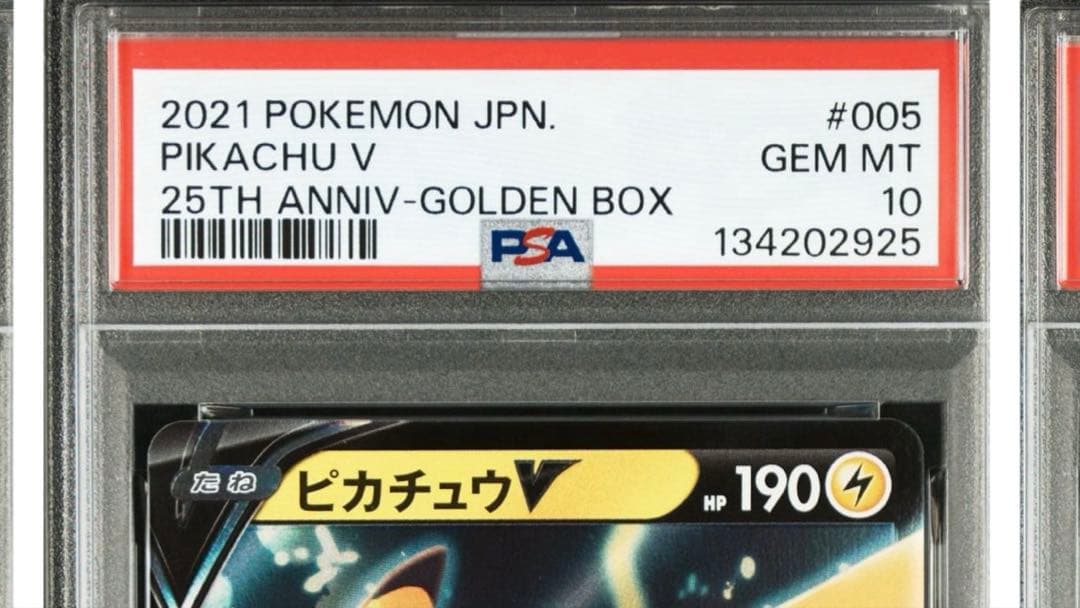 2021 POKEMON JPN. #005
PIKACHU V GEM MT
25TH ANNIV-GOLDEN BOX 10
PSA 134202925
たね ピカチュウV HP 190